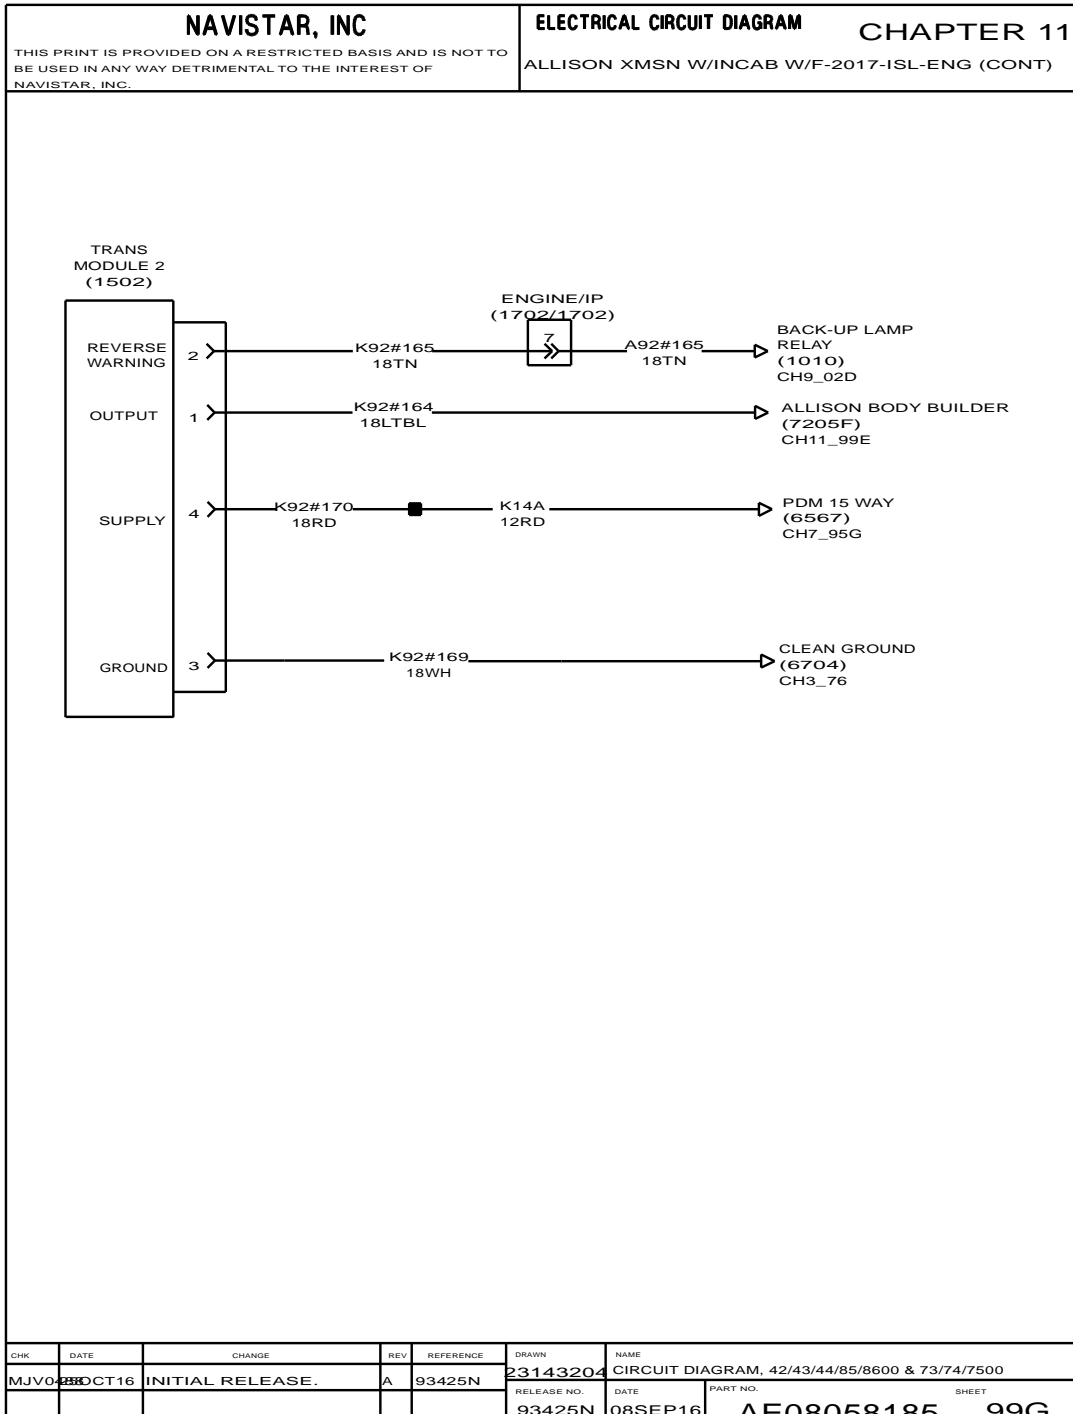 NAVISTAR, INC
THIS PRINT IS PROVIDED ON A RESTRICTED BASIS AND IS NOT TO
BE USED IN ANY WAY DETRIMENTAL TO THE INTEREST OF
NAVISTAR, INC.
ELECTRICAL CIRCUIT DIAGRAM
CHAPTER 11
ALLISON XMSN W/INCAB W/F-2017-ISL-ENG (CONT)
TRANS
MODULE 2
(1502)
REVERSE
WARNING
2
K92#165
18TN
ENGINE/IP
(1702/1702)
7
A92#165
18TN
BACK-UP LAMP
RELAY
(1010)
CH9_02D
OUTPUT
1
K92#164
18LTBL
ALLISON BODY BUILDER
(7205F)
CH11_99E
SUPPLY
4
K92#170
18RD
K14A
12RD
PDM 15 WAY
(6567)
CH7_95G
GROUND
3
K92#169
18WH
CLEAN GROUND
(6704)
CH3_76
CHK
DATE
CHANGE
REV
REFERENCE
DRAWN
NAME
INITIAL RELEASE.
A
93425N
23143204
CIRCUIT DIAGRAM, 42/43/44/85/8600 & 73/74/7500
RELEASE NO.
DATE
PART NO.
SHEET
93425N
08SEP16
AE08058185
99G